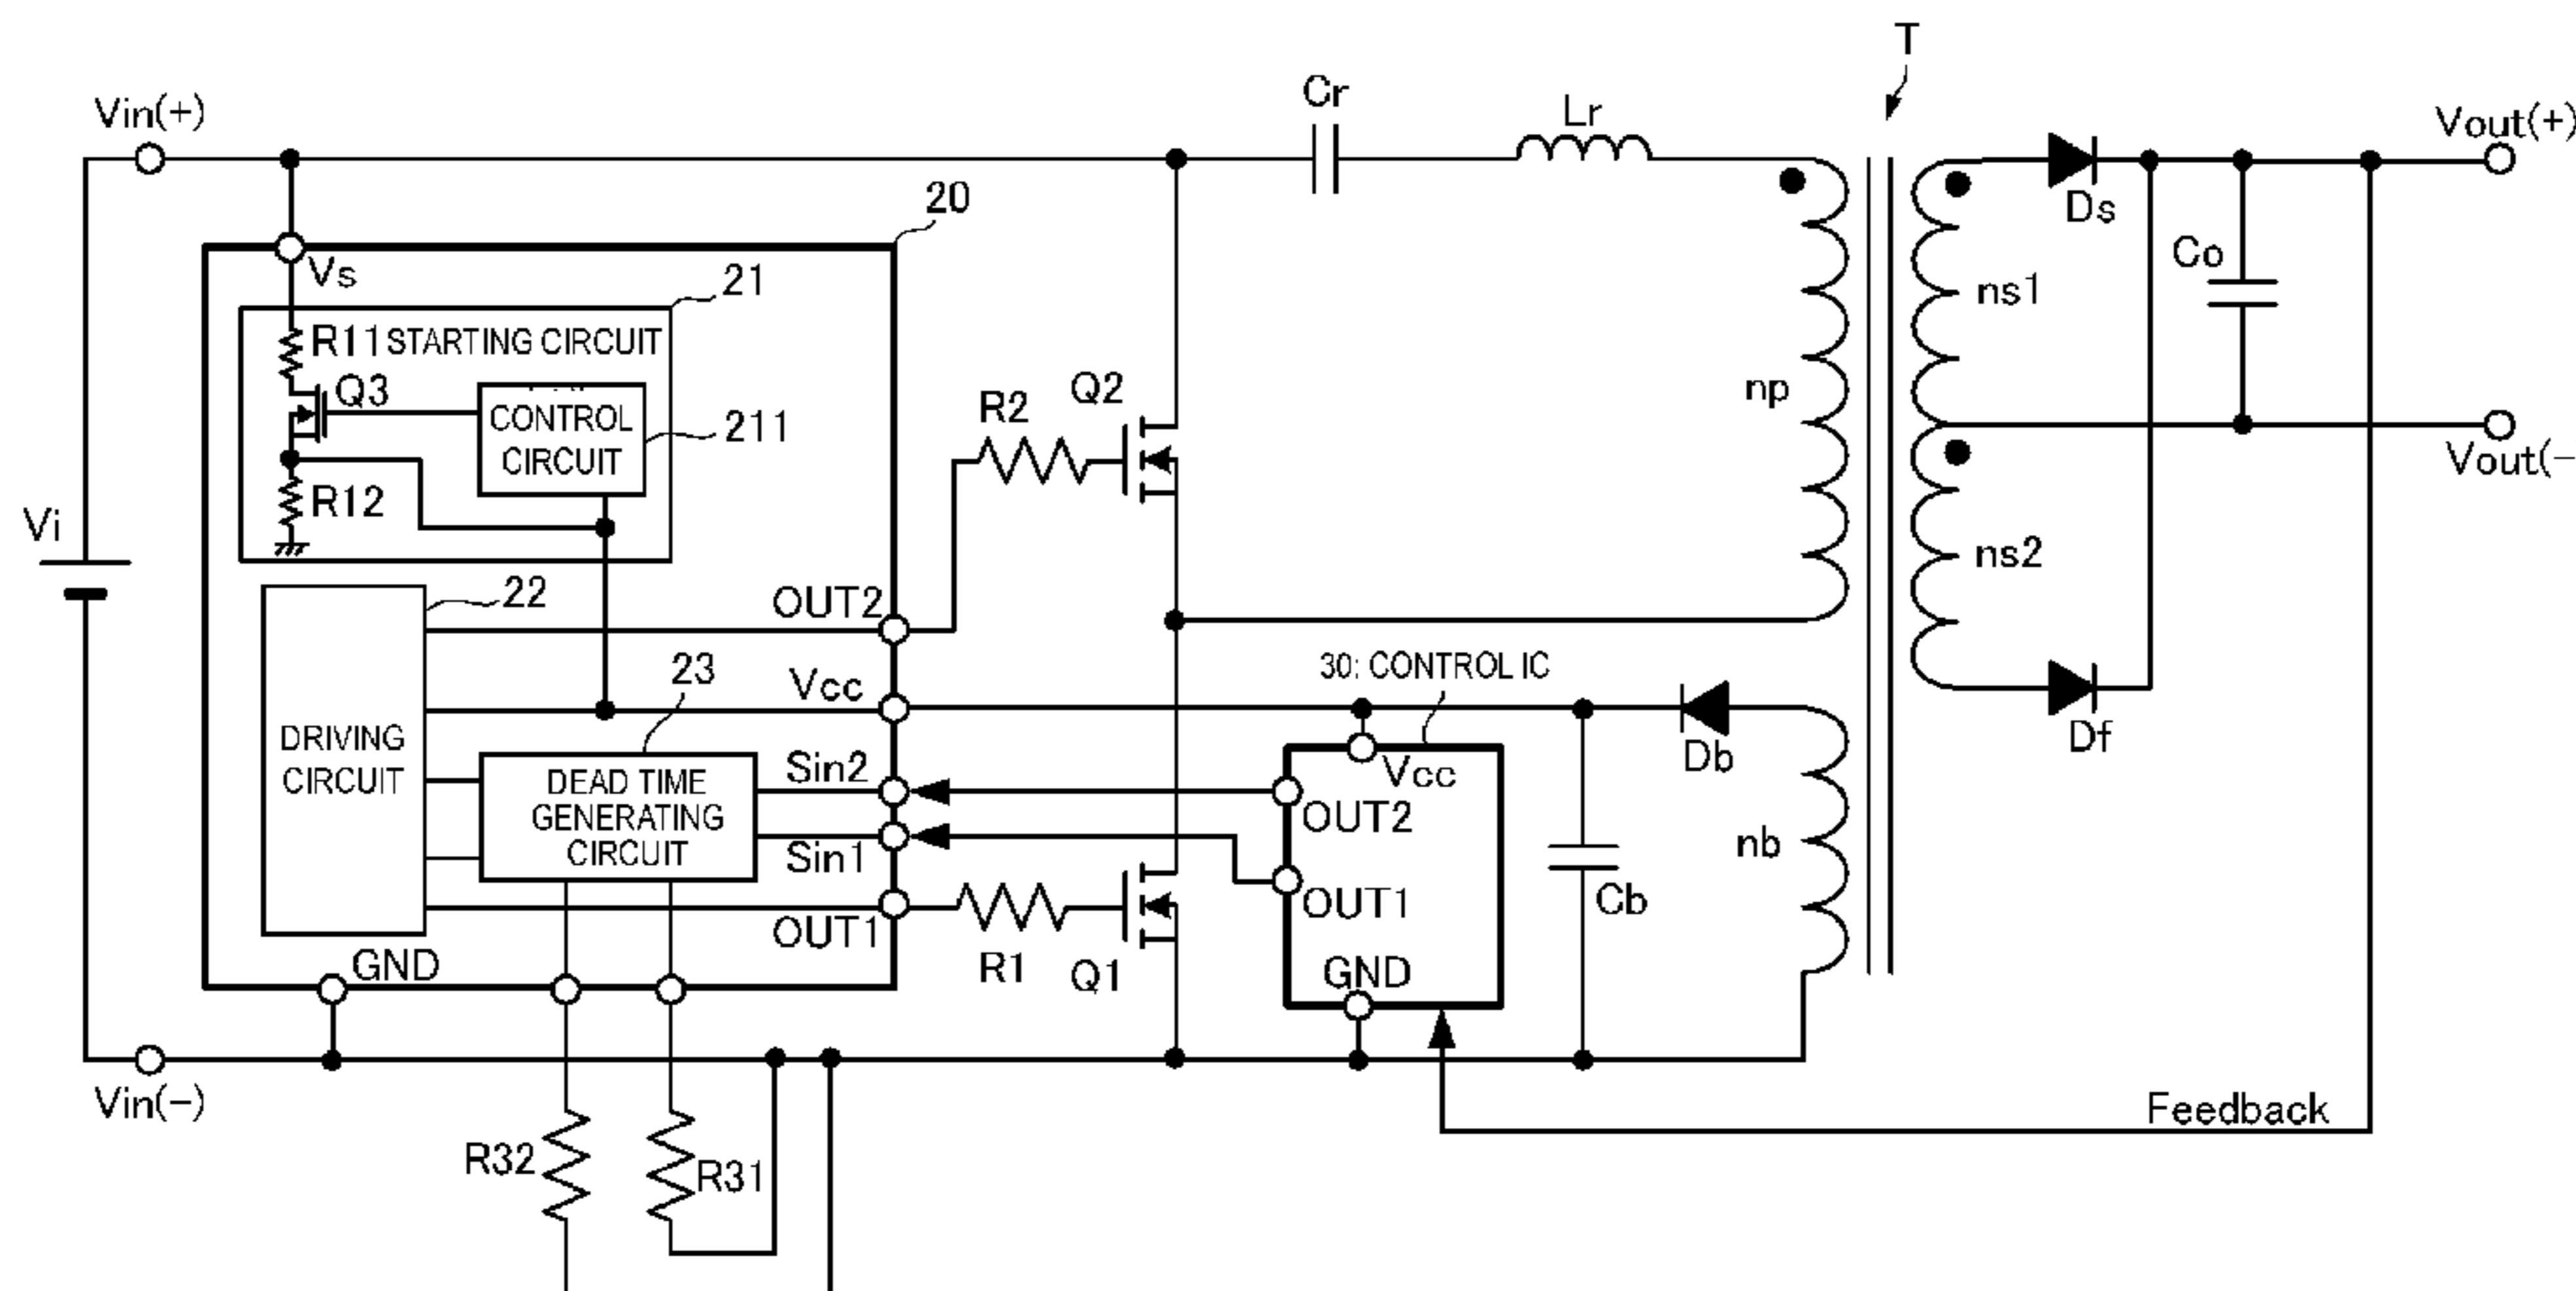 T
Vin(+)
Cr
Lr
Vout(+)
20
Ds
Vs
21
Co
ns1
R11
STARTING CIRCUIT
Q3
Q2
np
R2
CONTROL
CIRCUIT
211
Vout(-
R12
Vi
ns2
22
OUT2
23
Vcc
30: CONTROL IC
Df
DRIVING
CIRCUIT
Sin2
Db
DEAD TIME
GENERATING
CIRCUIT
Vcc
OUT2
Sin1
nb
Cb
OUT1
OUT1
GND
R1
Q1
GND
Vin(-)
Feedback
R32
R31